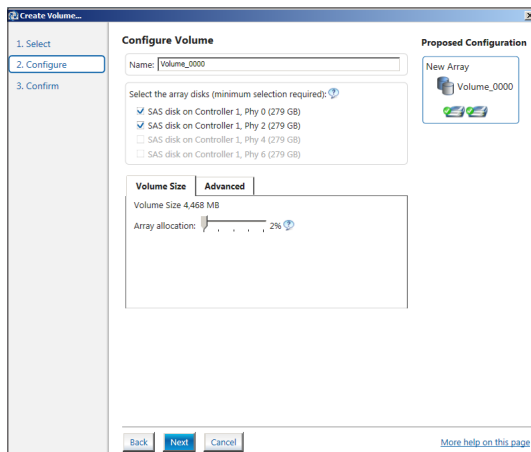 Create Volume...
1. Select
2. Configure
3. Confirm
Configure Volume
Name: Volume_0000
Select the array disks (minimum selection required):
SAS disk on Controller 1, Phy 0 (279 GB)
SAS disk on Controller 1, Phy 2 (279 GB)
SAS disk on Controller 1, Phy 4 (279 GB)
SAS disk on Controller 1, Phy 6 (279 GB)
Volume Size Advanced
Volume Size 4,468 MB
Array allocation: 2%
Proposed Configuration
New Array
Volume_0000
Back Next Cancel
More help on this page